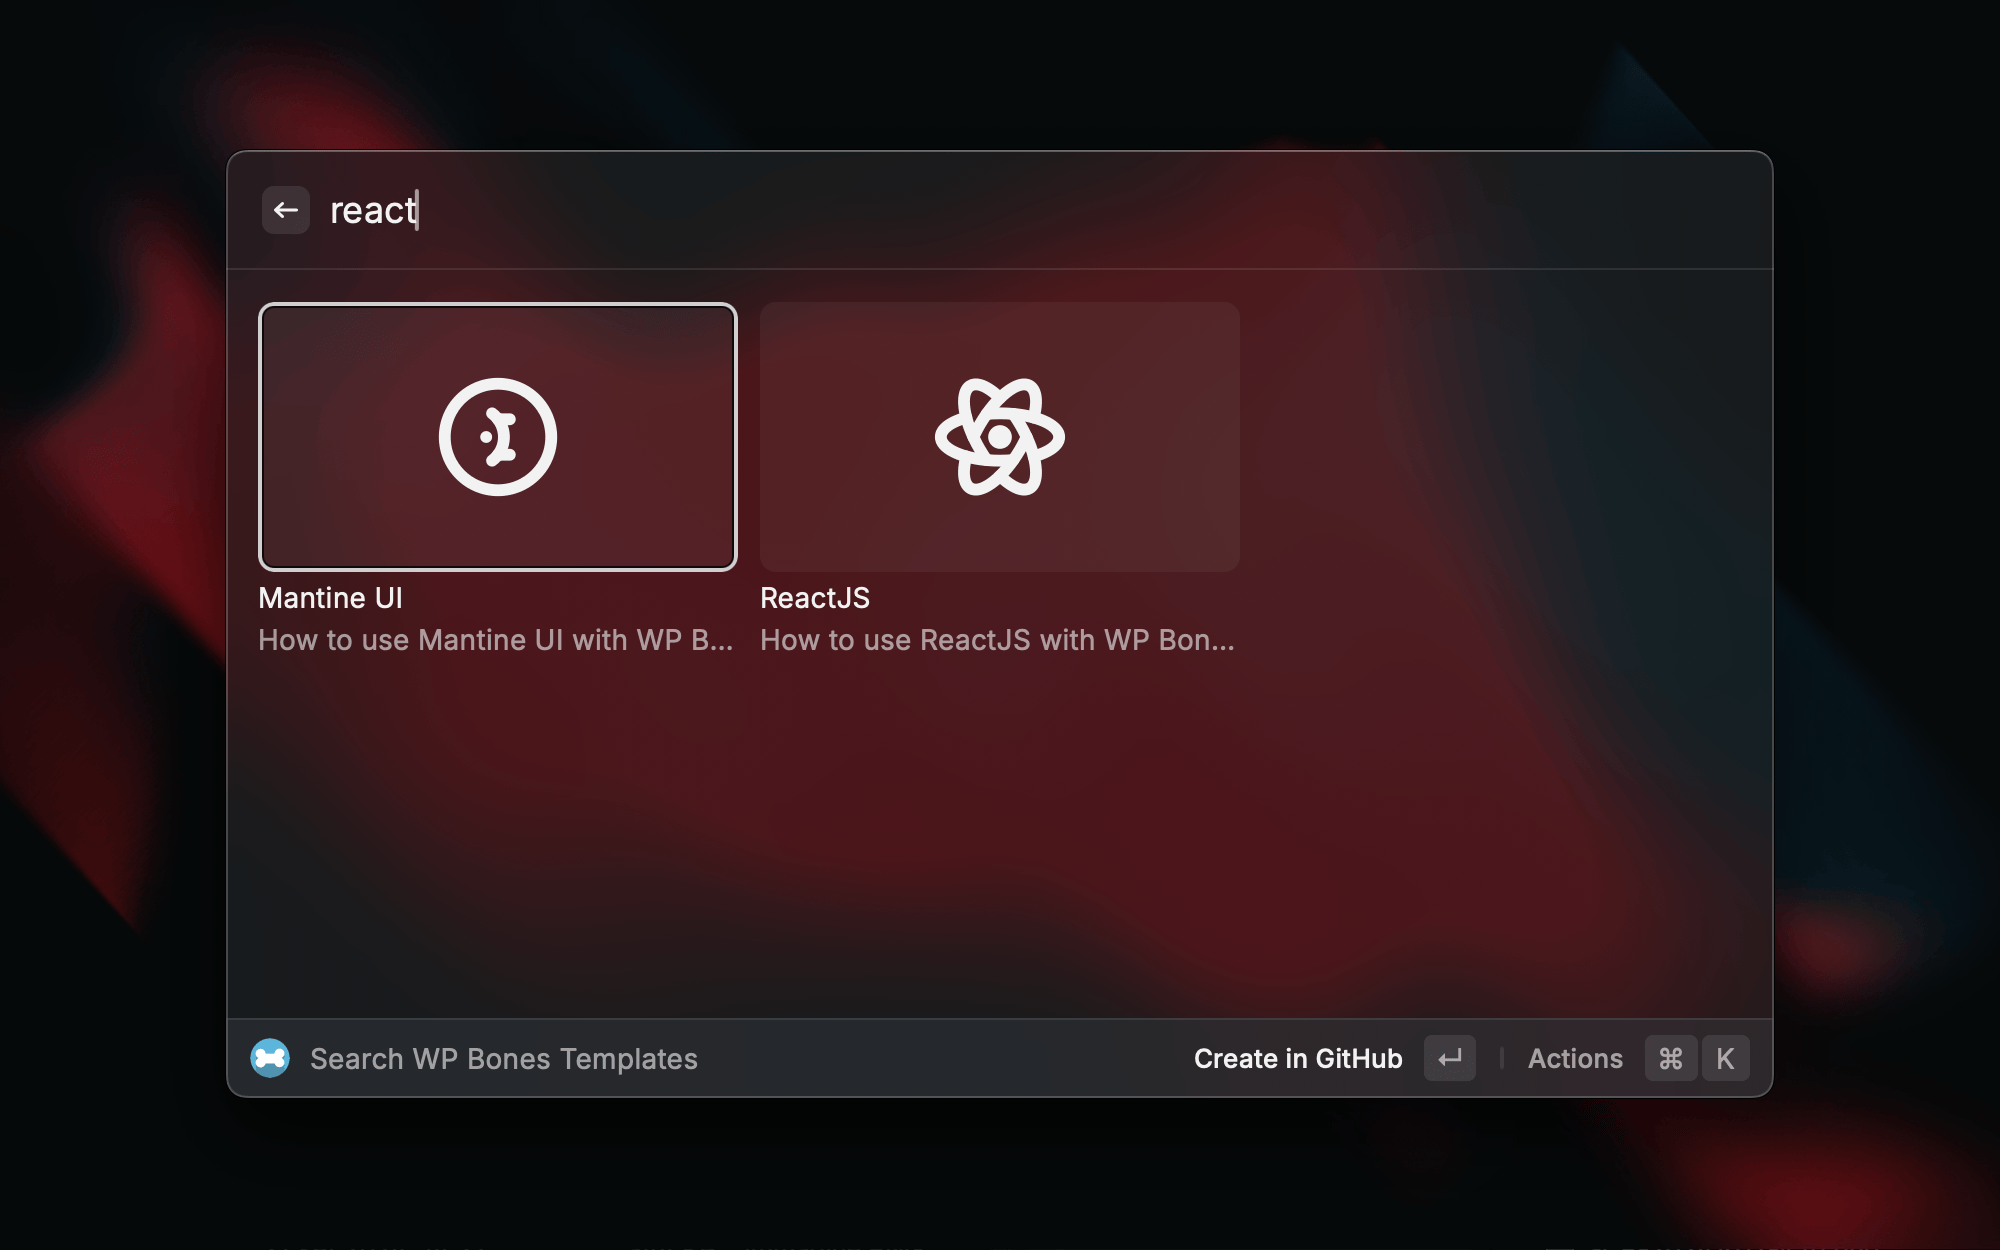 react
Mantine UI
How to use Mantine UI with WP B...
ReactJS
How to use ReactJS with WP Bon...
Search WP Bones Templates
Create in GitHub ↵
Actions ⌘ K